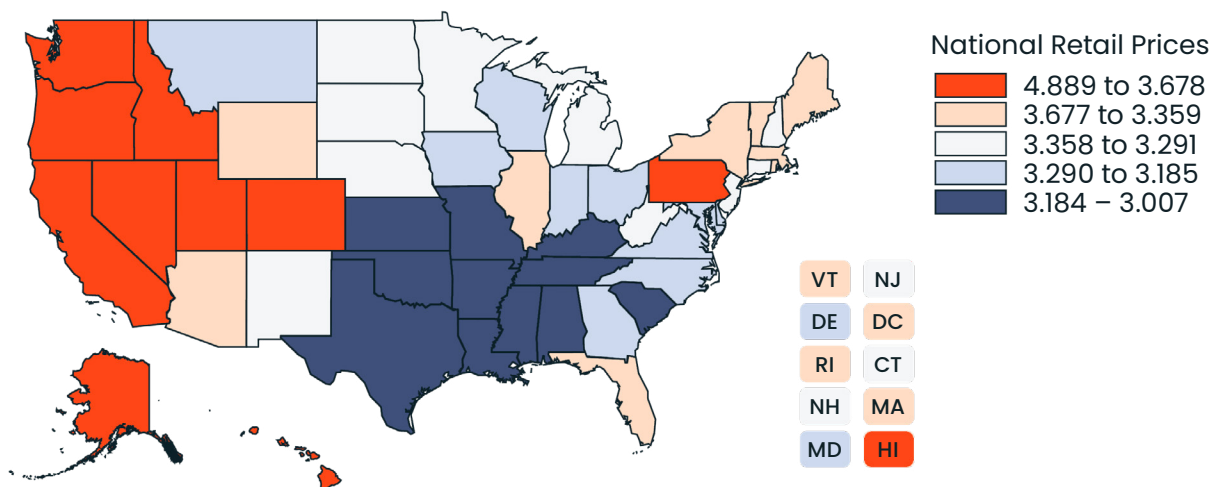 National Retail Prices
4.889 to 3.678
3.677 to 3.359
3.358 to 3.291
3.290 to 3.185
3.184 – 3.007
VT NJ
DE DC
RI CT
NH MA
MD HI